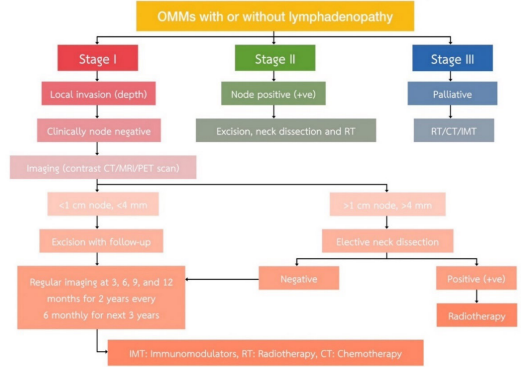 OMMs with or without lymphadenopathy
Stage I
Stage II
Stage III
Local invasion (depth)
Node positive (+ve)
Palliative
Clinically node negative
Excision, neck dissection and RT
RT/CT/IMT
Imaging (contrast CT/MRI/PET scan)
<1 cm node, <4 mm
>1 cm node, >4 mm
Excision with follow-up
Elective neck dissection
Regular imaging at 3, 6, 9, and 12
months for 2 years every
6 monthly for next 3 years
Negative
Positive (+ve)
Radiotherapy
IMT: Immunomodulators, RT: Radiotherapy, CT: Chemotherapy